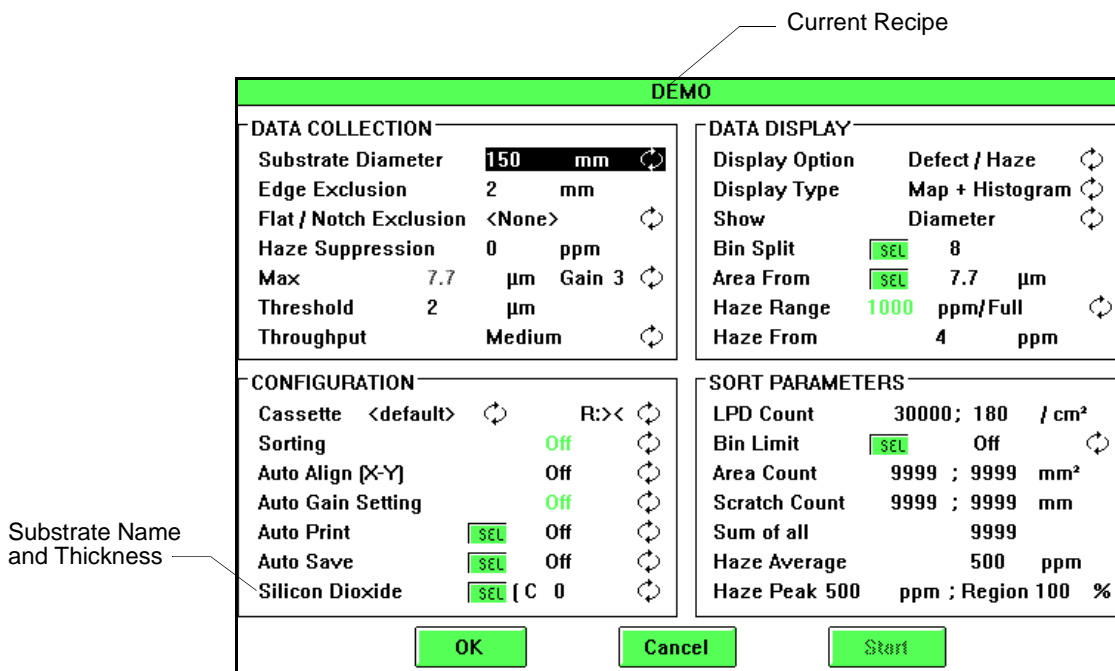 Current Recipe
DEMO
DATA COLLECTION
Substrate Diameter 150 mm
Edge Exclusion 2 mm
Flat / Notch Exclusion <None>
Haze Suppression 0 ppm
Max 7.7 µm Gain 3
Threshold 2 µm
Throughput Medium
DATA DISPLAY
Display Option Defect / Haze
Display Type Map + Histogram
Show Diameter
Bin Split SEL 8
Area From SEL 7.7 µm
Haze Range 1000 ppm/Full
Haze From 4 ppm
CONFIGURATION
Cassette <default> R:><
Sorting Off
Auto Align (X-Y) Off
Auto Gain Setting Off
Auto Print SEL Off
Auto Save SEL Off
Silicon Dioxide SEL ( C 0
SORT PARAMETERS
LPD Count 30000; 180 / cm²
Bin Limit SEL Off
Area Count 9999 ; 9999 mm²
Scratch Count 9999 ; 9999 mm
Sum of all 9999
Haze Average 500 ppm
Haze Peak 500 ppm ; Region 100 %
Substrate Name
and Thickness
OK Cancel Start